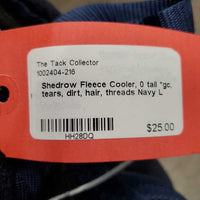 The Tack Collector
1002404-216
Shedrow Fleece Cooler, 0 tall "gc,
tears, dirt, hair, threads Navy L
HH28DQ
$25.00